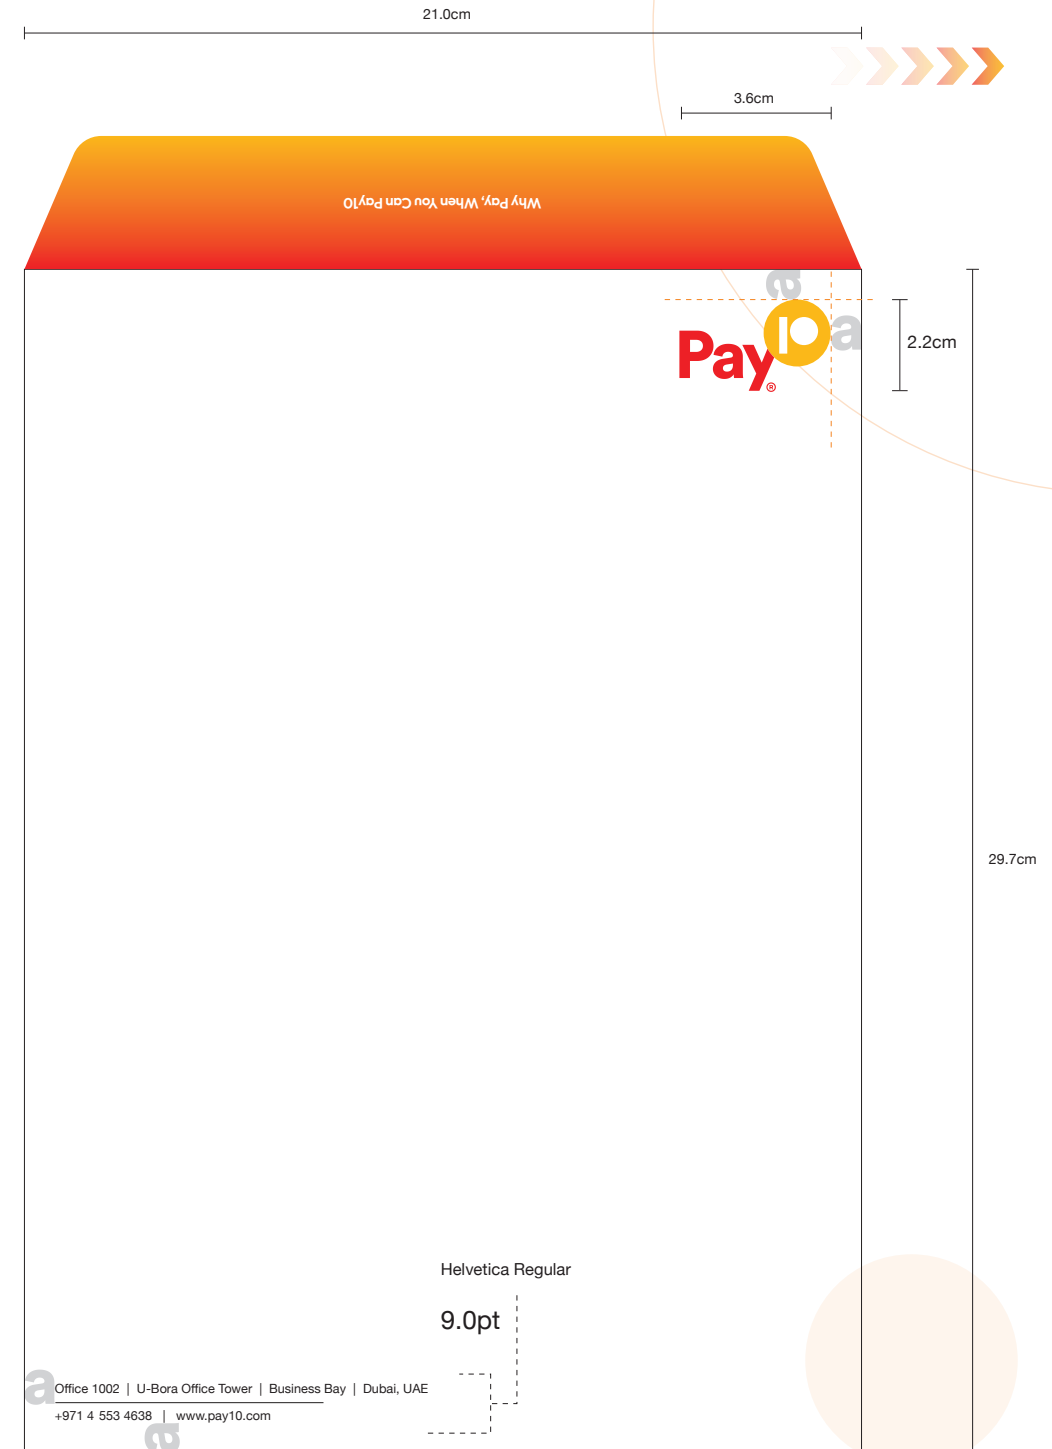 21.0cm
3.6cm
Why Pay, When You Can Pay10
a
Pay10
®
a
2.2cm
29.7cm
Helvetica Regular
9.0pt
a
Office 1002 | U-Bora Office Tower | Business Bay | Dubai, UAE
+971 4 553 4638 | www.pay10.com
a